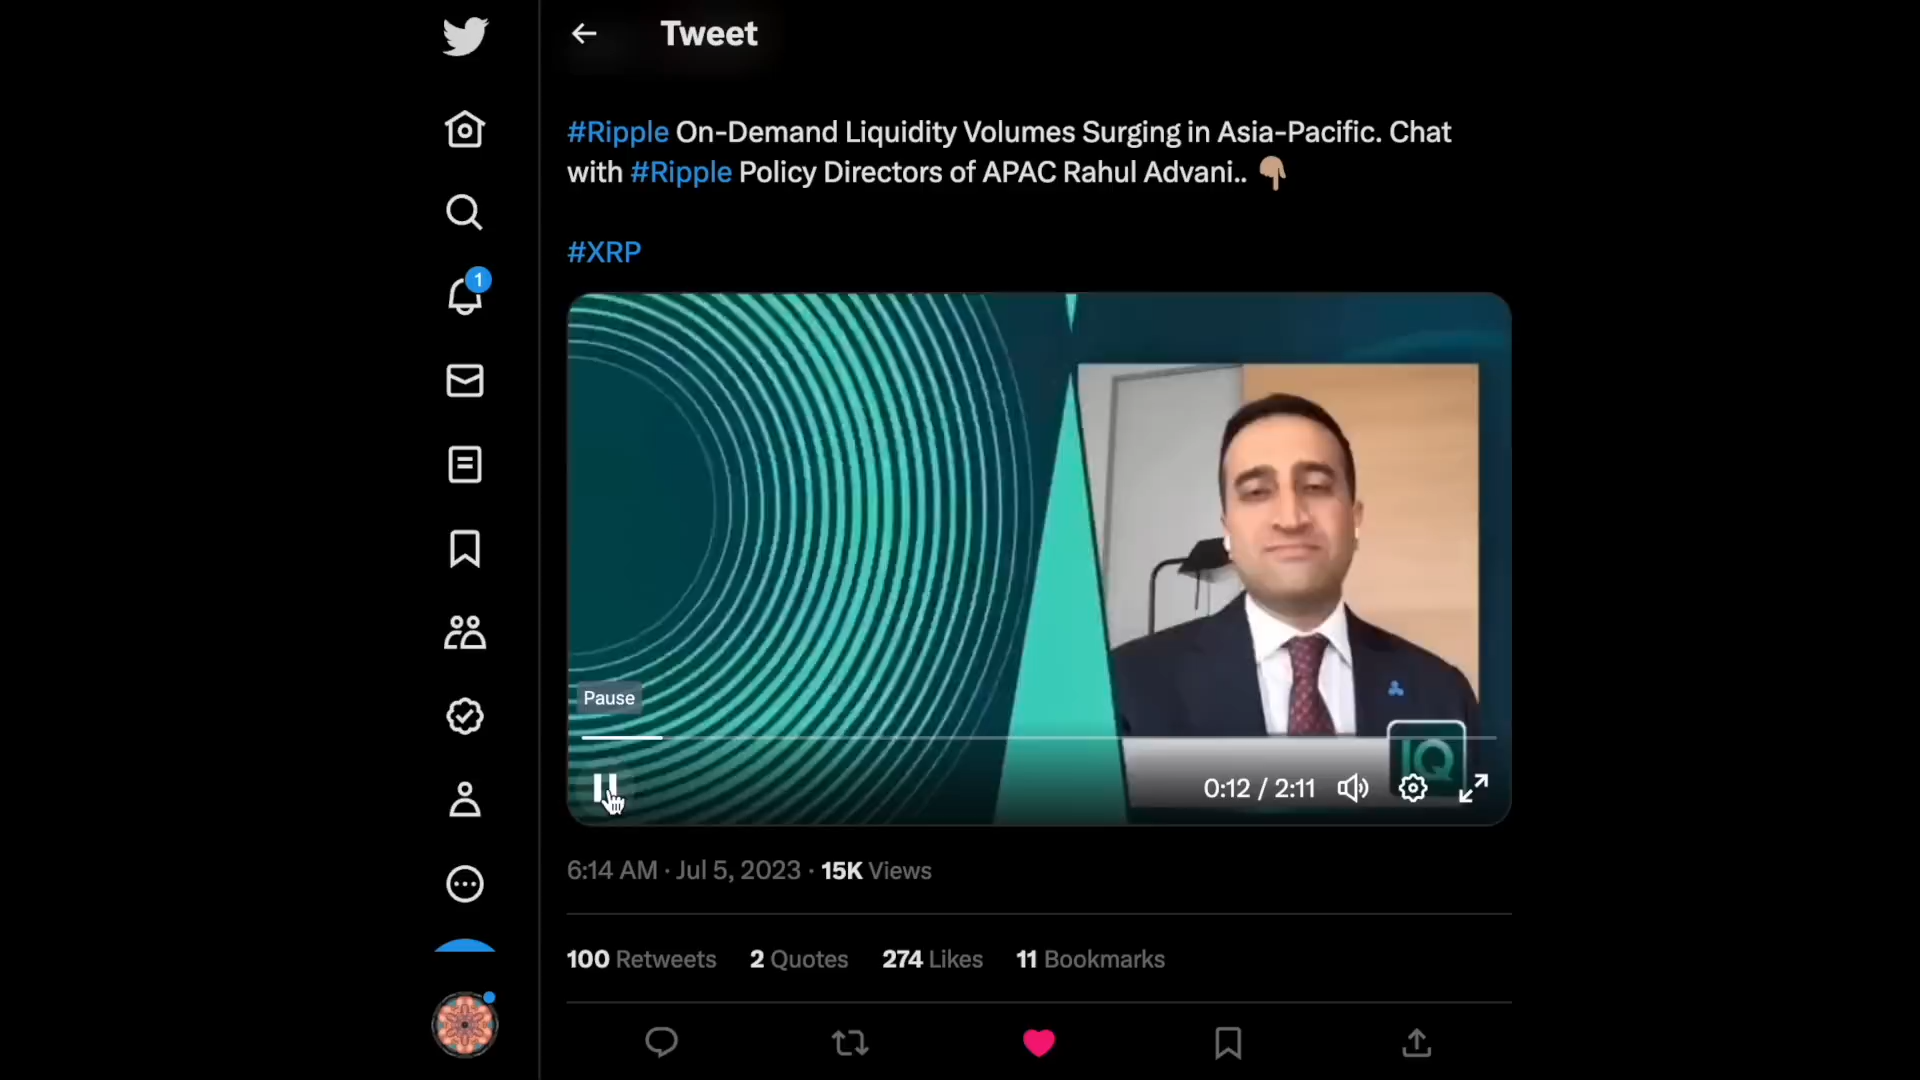 Tweet
#Ripple On-Demand Liquidity Volumes Surging in Asia-Pacific. Chat
with #Ripple Policy Directors of APAC Rahul Advani.. 👇🏽
1
#XRP
Pause
IQ
0:12 / 2:11
6:14 AM · Jul 5, 2023 · 15K Views
100 Retweets 2 Quotes 274 Likes 11 Bookmarks